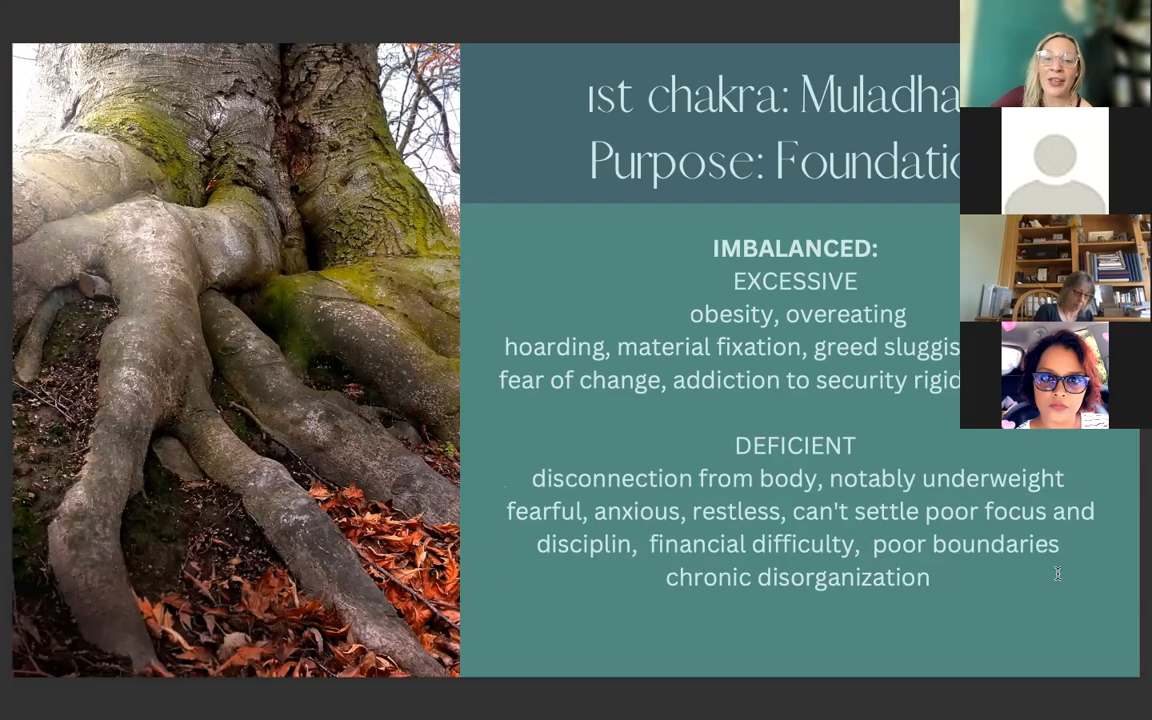 1st chakra: Muladha
Purpose: Foundatio
IMBALANCED:
EXCESSIVE
obesity, overeating
hoarding, material fixation, greed sluggis
fear of change, addiction to security rigid
DEFICIENT
disconnection from body, notably underweight
fearful, anxious, restless, can't settle poor focus and
disciplin, financial difficulty, poor boundaries
chronic disorganization